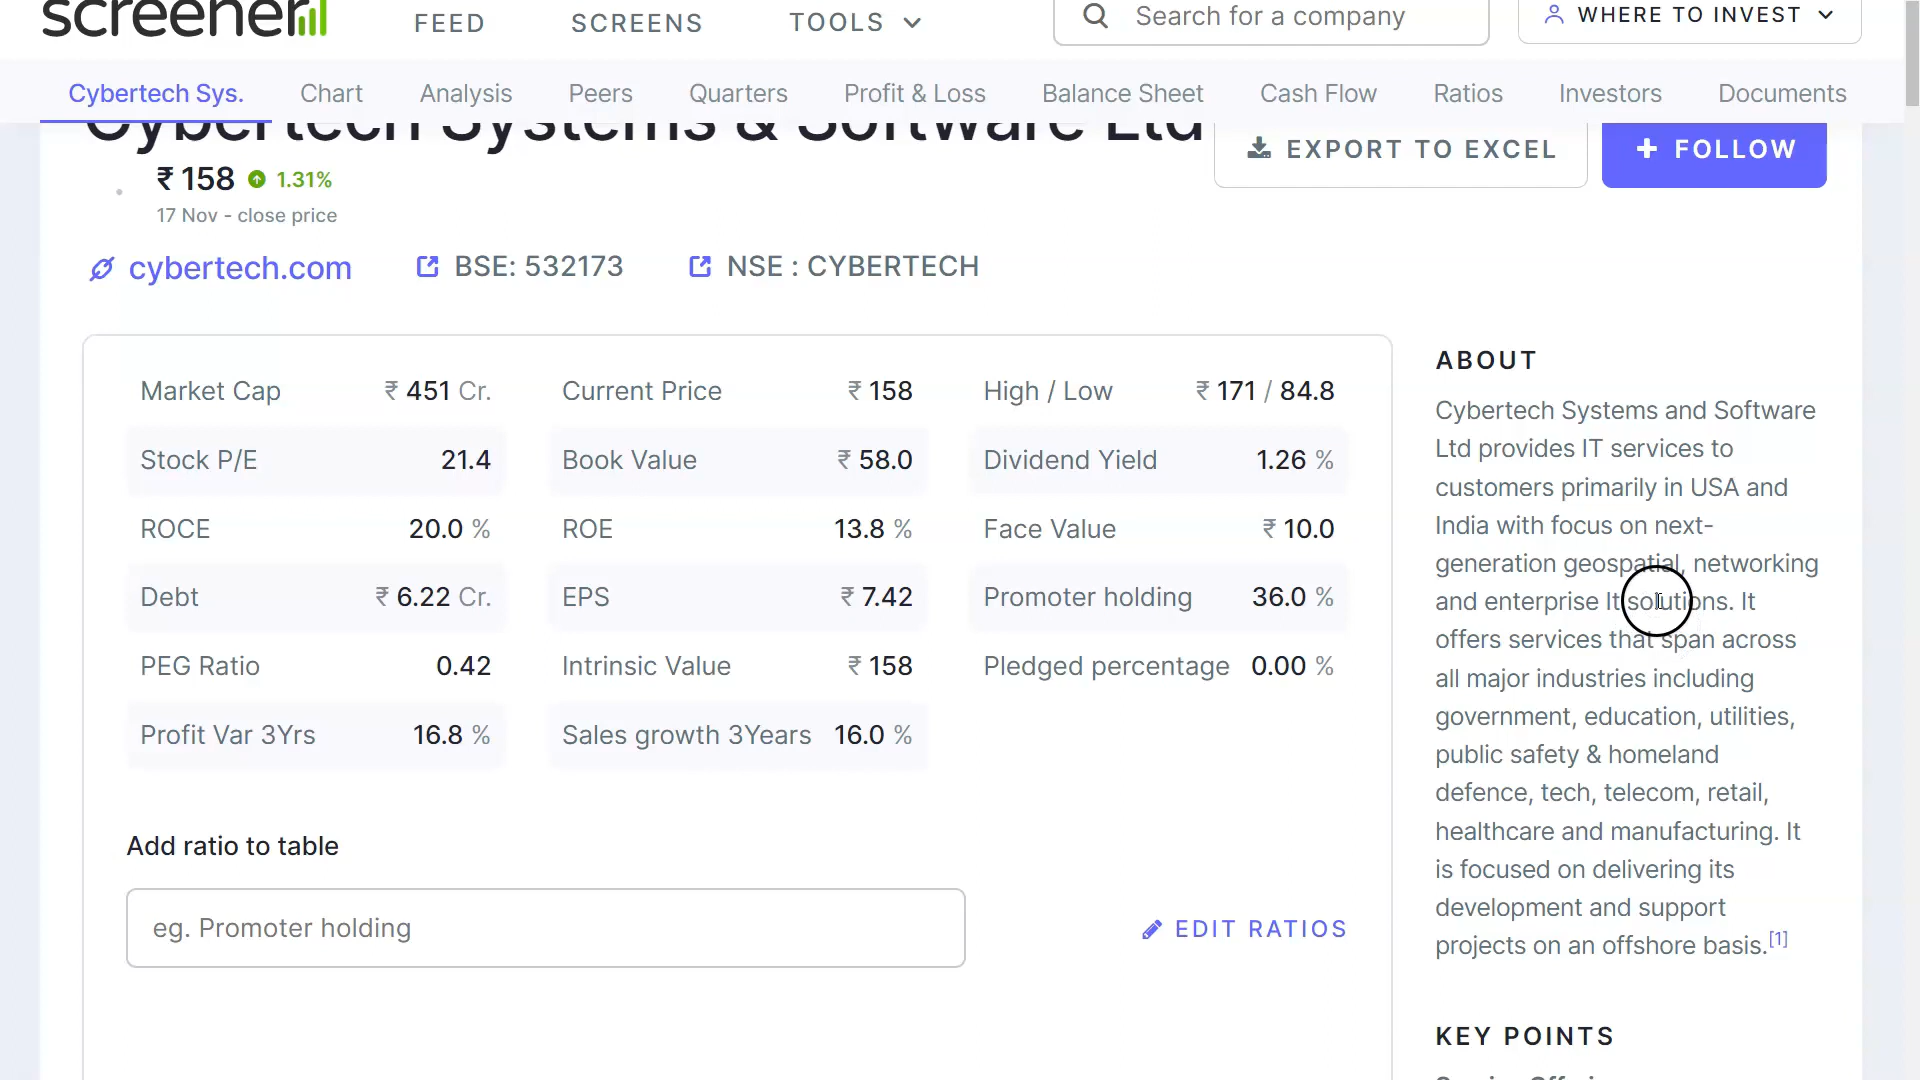 screener
FEED
SCREENS
TOOLS
Search for a company
WHERE TO INVEST
Cybertech Sys.
Chart
Analysis
Peers
Quarters
Profit & Loss
Balance Sheet
Cash Flow
Ratios
Investors
Documents
Cybertech Systems & Software Ltd
EXPORT TO EXCEL
+ FOLLOW
₹ 158 1.31%
17 Nov - close price
cybertech.com
BSE: 532173
NSE : CYBERTECH
Market Cap ₹ 451 Cr.
Current Price ₹ 158
High / Low ₹ 171 / 84.8
Stock P/E 21.4
Book Value ₹ 58.0
Dividend Yield 1.26 %
ROCE 20.0 %
ROE 13.8 %
Face Value ₹ 10.0
Debt ₹ 6.22 Cr.
EPS ₹ 7.42
Promoter holding 36.0 %
PEG Ratio 0.42
Intrinsic Value ₹ 158
Pledged percentage 0.00 %
Profit Var 3Yrs 16.8 %
Sales growth 3Years 16.0 %
Add ratio to table
eg. Promoter holding
EDIT RATIOS
ABOUT
Cybertech Systems and Software
Ltd provides IT services to
customers primarily in USA and
India with focus on next-
generation geospatial, networking
and enterprise It solutions. It
offers services that span across
all major industries including
government, education, utilities,
public safety & homeland
defence, tech, telecom, retail,
healthcare and manufacturing. It
is focused on delivering its
development and support
projects on an offshore basis.[1]
KEY POINTS